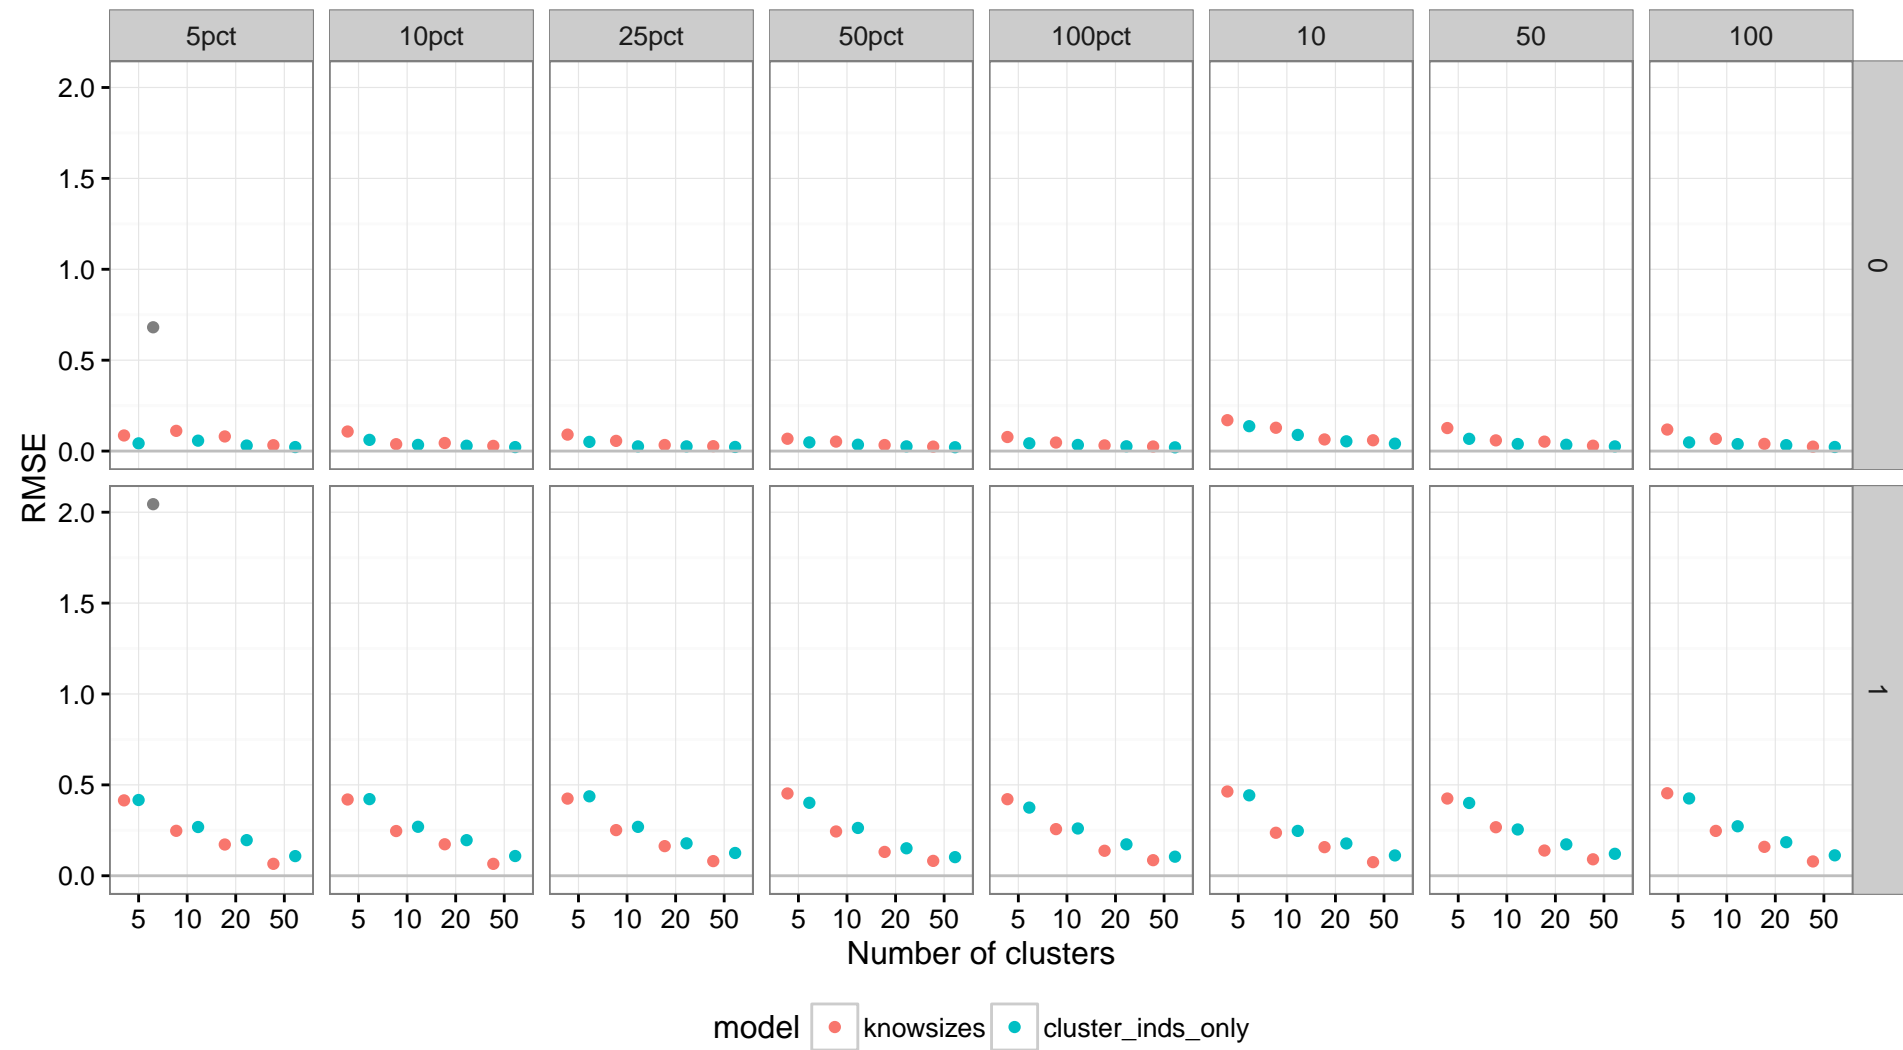 5pct 10pct 25pct 50pct 100pct 10 50 100
2.0
1.5
1.0
0.5
0.0
0
RMSE
2.0
1.5
1.0
0.5
0.0
1
5 10 20 50 5 10 20 50 5 10 20 50 5 10 20 50 5 10 20 50 5 10 20 50 5 10 20 50 5 10 20 50
Number of clusters
model knowsizes cluster_inds_only